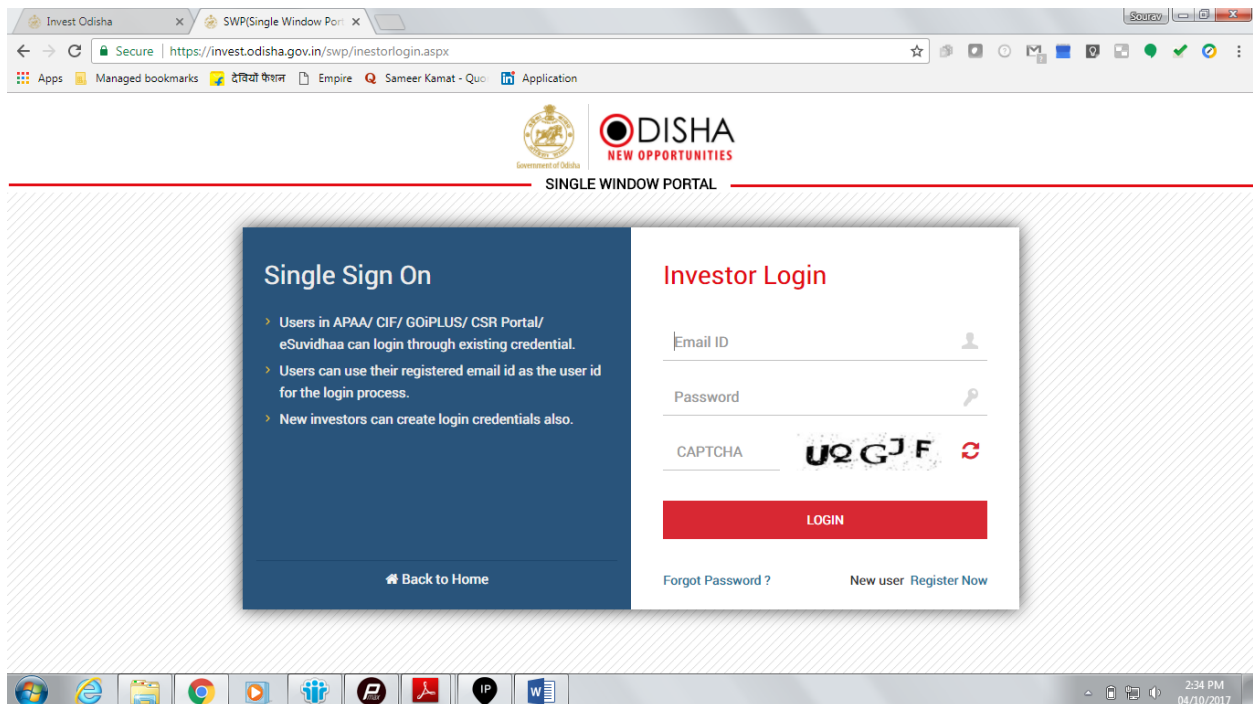 Invest Odisha
SWP(Single Window Port
Sourav
Secure | https://invest.odisha.gov.in/swp/inestorlogin.aspx
Apps Managed bookmarks देवियाँ फैशन Empire Sameer Kamat - Quo Application
Government of Odisha
ODISHA
NEW OPPORTUNITIES
SINGLE WINDOW PORTAL
Single Sign On
Users in APAA/ CIF/ GOiPLUS/ CSR Portal/
eSuvidhaa can login through existing credential.
Users can use their registered email id as the user id
for the login process.
New investors can create login credentials also.
Back to Home
Investor Login
Email ID
Password
CAPTCHA UQGJF
LOGIN
Forgot Password ? New user Register Now
IP
2:34 PM
04/10/2017